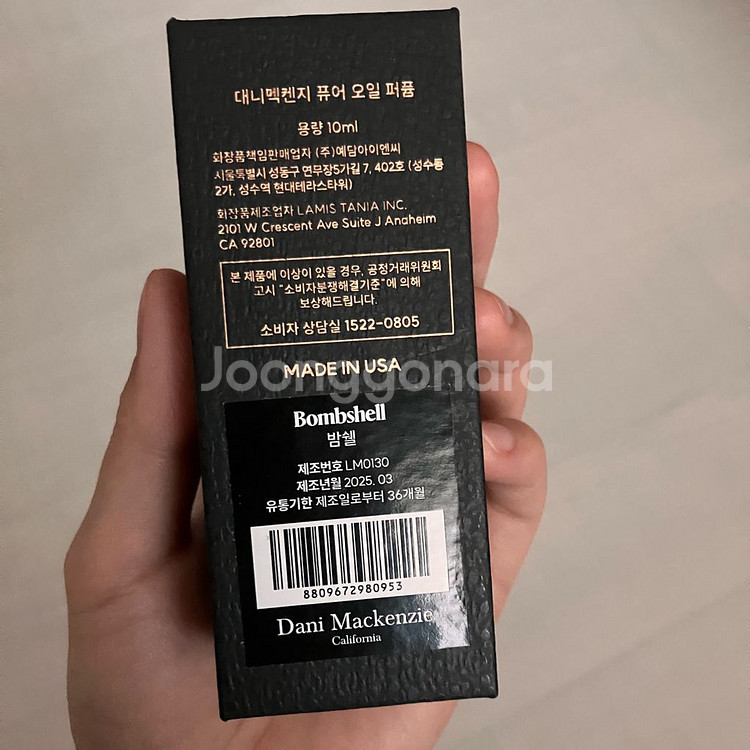 대니멕켄지 퓨어 오일 퍼퓸
용량 10ml
화장품책임판매업자 (주)예담아이엔씨
서울특별시 성동구 연무장5가길 7, 402호 (성수동
2가, 성수역 현대테라스타워)
화장품제조업자 LAMIS TANIA INC.
2101 W Crescent Ave Suite J Anaheim
CA 92801
본 제품에 이상이 있을 경우, 공정거래위원회
고시 "소비자분쟁해결기준"에 의해
보상해드립니다.
소비자 상담실 1522-0805
MADE IN USA
Joonggonara
Bombshell
밤쉘
제조번호 LM0130
제조년월 2025. 03
유통기한 제조일로부터 36개월
8809672980953
Dani Mackenzie
California